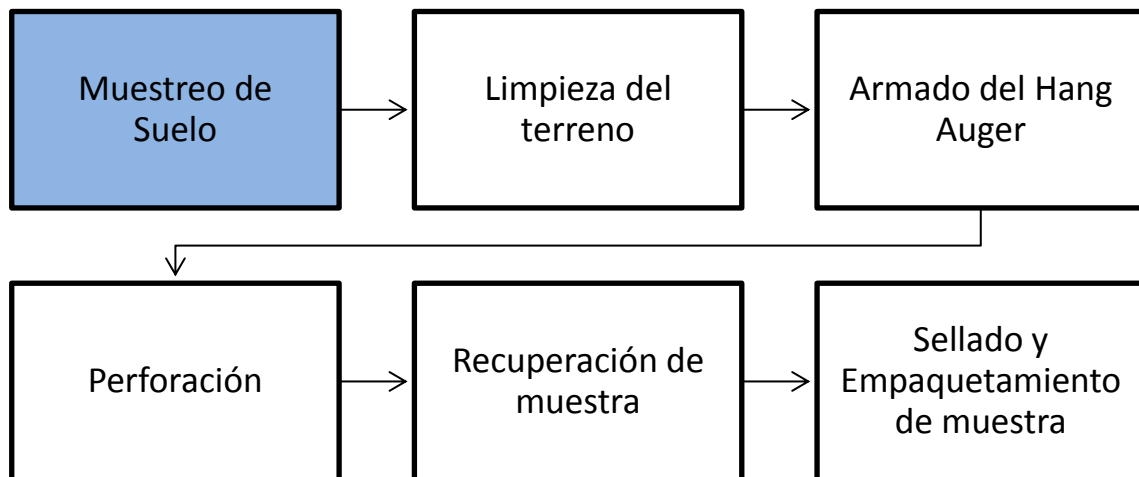 Muestreo de
Suelo
Limpieza del
terreno
Armado del Hang
Auger
Perforación
Recuperación de
muestra
Sellado y
Empaquetamiento
de muestra